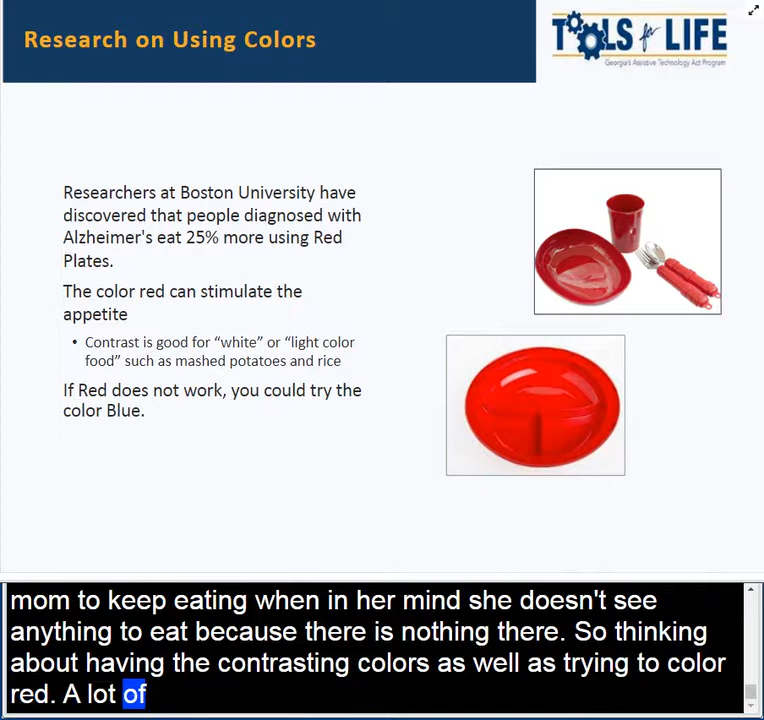 Research on Using Colors
TOOLS for LIFE
Georgia's Assistive Technology Act Program
Researchers at Boston University have
discovered that people diagnosed with
Alzheimer's eat 25% more using Red
Plates.
The color red can stimulate the
appetite
• Contrast is good for “white” or “light color
food” such as mashed potatoes and rice
If Red does not work, you could try the
color Blue.
mom to keep eating when in her mind she doesn't see
anything to eat because there is nothing there. So thinking
about having the contrasting colors as well as trying to color
red. A lot of